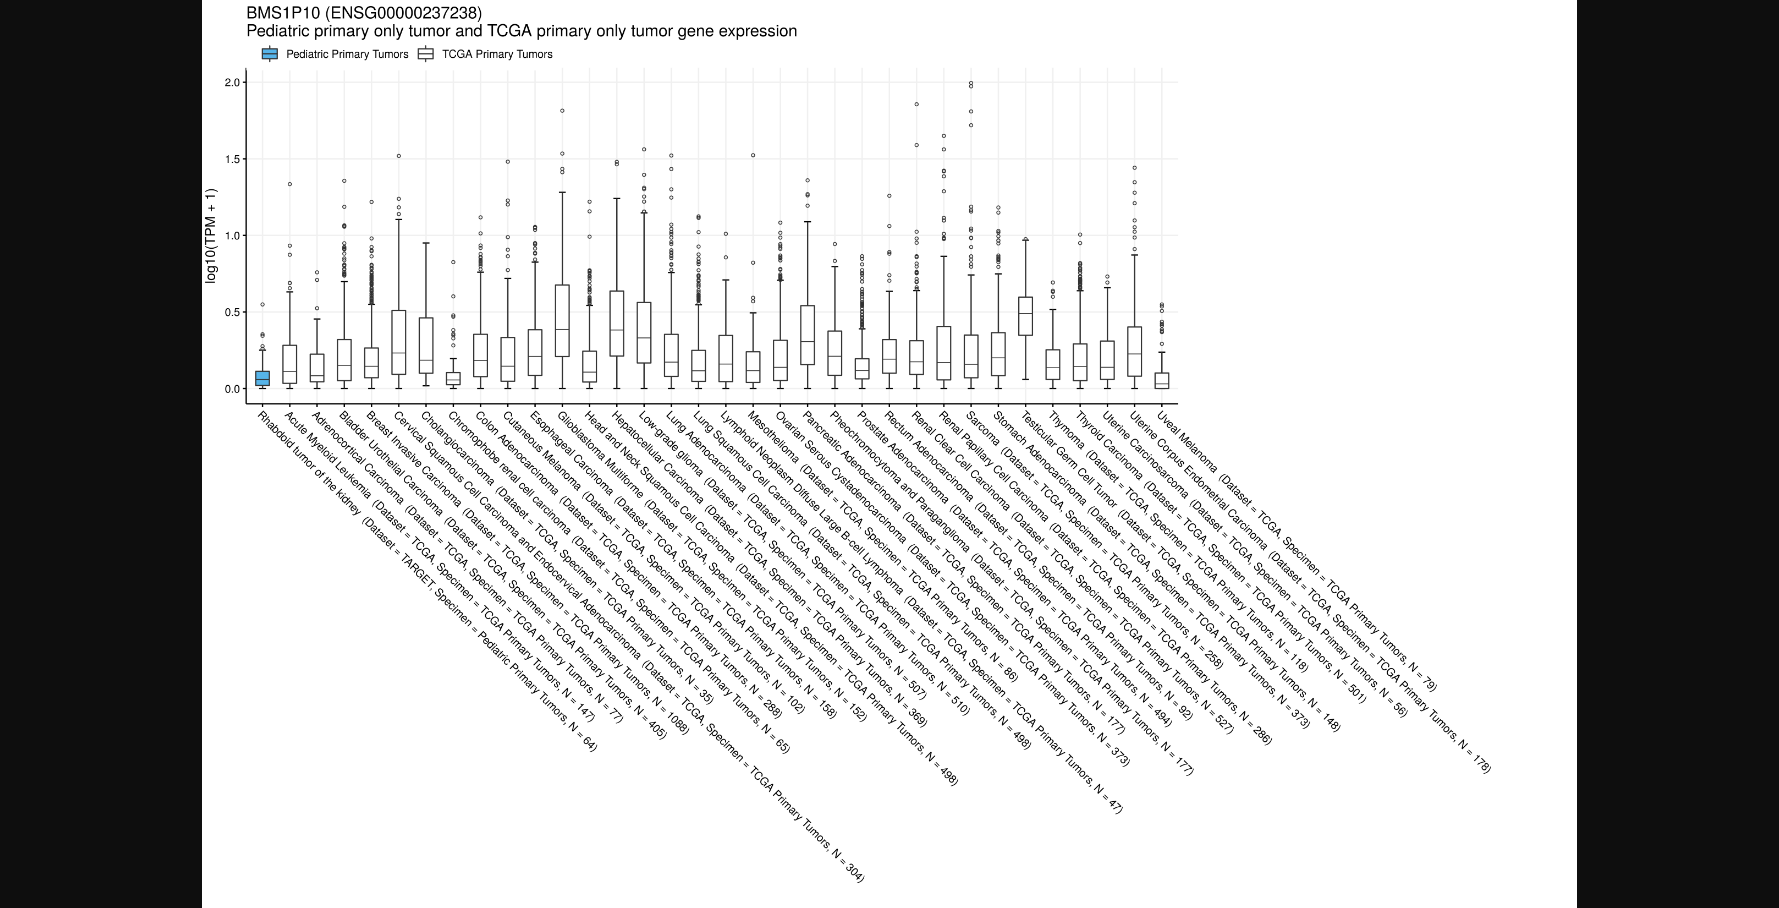 BMS1P10 (ENSG00000237238)
Pediatric primary only tumor and TCGA primary only tumor gene expression
Pediatric Primary Tumors
TCGA Primary Tumors
log10(TPM + 1)
2.0
1.5
1.0
0.5
0.0
Rhabdoid tumor of the kidney (Dataset = TARGET, Specimen = Pediatric Primary Tumors, N = 64)
Acute Myeloid Leukemia (Dataset = TCGA, Specimen = TCGA Primary Tumors, N = 147)
Adrenocortical Carcinoma (Dataset = TCGA, Specimen = TCGA Primary Tumors, N = 77)
Bladder Urothelial Carcinoma (Dataset = TCGA, Specimen = TCGA Primary Tumors, N = 405)
Breast Invasive Carcinoma (Dataset = TCGA, Specimen = TCGA Primary Tumors, N = 1088)
Cervical Squamous Cell Carcinoma and Endocervical Adenocarcinoma (Dataset = TCGA, Specimen = TCGA Primary Tumors, N = 304)
Cholangiocarcinoma (Dataset = TCGA, Specimen = TCGA Primary Tumors, N = 35)
Chromophobe renal cell carcinoma (Dataset = TCGA, Specimen = TCGA Primary Tumors, N = 65)
Colon Adenocarcinoma (Dataset = TCGA, Specimen = TCGA Primary Tumors, N = 288)
Cutaneous Melanoma (Dataset = TCGA, Specimen = TCGA Primary Tumors, N = 102)
Esophageal Carcinoma (Dataset = TCGA, Specimen = TCGA Primary Tumors, N = 158)
Glioblastoma Multiforme (Dataset = TCGA, Specimen = TCGA Primary Tumors, N = 152)
Head and Neck Squamous Cell Carcinoma (Dataset = TCGA, Specimen = TCGA Primary Tumors, N = 498)
Hepatocellular Carcinoma (Dataset = TCGA, Specimen = TCGA Primary Tumors, N = 369)
Low-grade glioma (Dataset = TCGA, Specimen = TCGA Primary Tumors, N = 507)
Lung Adenocarcinoma (Dataset = TCGA, Specimen = TCGA Primary Tumors, N = 510)
Lung Squamous Cell Carcinoma (Dataset = TCGA, Specimen = TCGA Primary Tumors, N = 498)
Lymphoid Neoplasm Diffuse Large B-cell Lymphoma (Dataset = TCGA, Specimen = TCGA Primary Tumors, N = 47)
Mesothelioma (Dataset = TCGA, Specimen = TCGA Primary Tumors, N = 86)
Ovarian Serous Cystadenocarcinoma (Dataset = TCGA, Specimen = TCGA Primary Tumors, N = 373)
Pancreatic Adenocarcinoma (Dataset = TCGA, Specimen = TCGA Primary Tumors, N = 177)
Pheochromocytoma and Paraganglioma (Dataset = TCGA, Specimen = TCGA Primary Tumors, N = 177)
Prostate Adenocarcinoma (Dataset = TCGA, Specimen = TCGA Primary Tumors, N = 494)
Rectum Adenocarcinoma (Dataset = TCGA, Specimen = TCGA Primary Tumors, N = 92)
Renal Clear Cell Carcinoma (Dataset = TCGA, Specimen = TCGA Primary Tumors, N = 527)
Renal Papillary Cell Carcinoma (Dataset = TCGA, Specimen = TCGA Primary Tumors, N = 286)
Sarcoma (Dataset = TCGA, Specimen = TCGA Primary Tumors, N = 258)
Stomach Adenocarcinoma (Dataset = TCGA, Specimen = TCGA Primary Tumors, N = 373)
Testicular Germ Cell Tumor (Dataset = TCGA, Specimen = TCGA Primary Tumors, N = 148)
Thymoma (Dataset = TCGA, Specimen = TCGA Primary Tumors, N = 118)
Thyroid Carcinoma (Dataset = TCGA, Specimen = TCGA Primary Tumors, N = 501)
Uterine Carcinosarcoma (Dataset = TCGA, Specimen = TCGA Primary Tumors, N = 56)
Uterine Corpus Endometrial Carcinoma (Dataset = TCGA, Specimen = TCGA Primary Tumors, N = 178)
Uveal Melanoma (Dataset = TCGA, Specimen = TCGA Primary Tumors, N = 79)